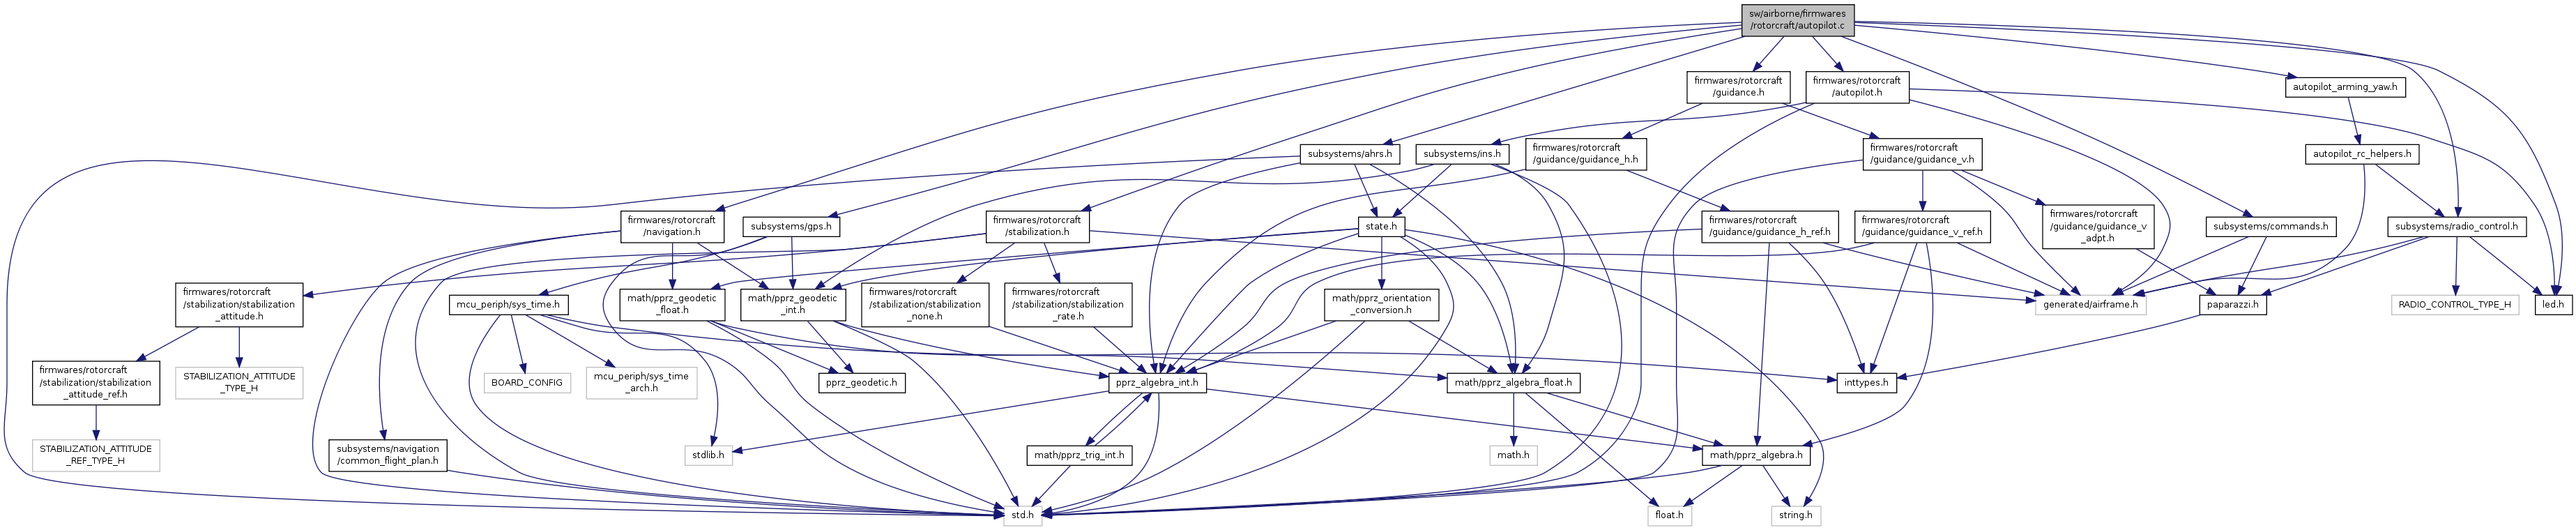 sw/airborne/firmwares
/rotorcraft/autopilot.c
firmwares/rotorcraft
/guidance.h
firmwares/rotorcraft
/autopilot.h
autopilot_arming_yaw.h
subsystems/ahrs.h
subsystems/ins.h
firmwares/rotorcraft
/guidance/guidance_h.h
firmwares/rotorcraft
/guidance/guidance_v.h
autopilot_rc_helpers.h
firmwares/rotorcraft
/navigation.h
subsystems/gps.h
firmwares/rotorcraft
/stabilization.h
state.h
firmwares/rotorcraft
/guidance/guidance_h_ref.h
firmwares/rotorcraft
/guidance/guidance_v_ref.h
firmwares/rotorcraft
/guidance/guidance_v
_adpt.h
subsystems/commands.h
subsystems/radio_control.h
firmwares/rotorcraft
/stabilization/stabilization
_attitude.h
mcu_periph/sys_time.h
math/pprz_geodetic
_float.h
math/pprz_geodetic
_int.h
firmwares/rotorcraft
/stabilization/stabilization
_none.h
firmwares/rotorcraft
/stabilization/stabilization
_rate.h
math/pprz_orientation
_conversion.h
generated/airframe.h
paparazzi.h
RADIO_CONTROL_TYPE_H
led.h
firmwares/rotorcraft
/stabilization/stabilization
_attitude_ref.h
STABILIZATION_ATTITUDE
_TYPE_H
BOARD_CONFIG
mcu_periph/sys_time
_arch.h
pprz_geodetic.h
pprz_algebra_int.h
math/pprz_algebra_float.h
inttypes.h
STABILIZATION_ATTITUDE
_REF_TYPE_H
subsystems/navigation
/common_flight_plan.h
stdlib.h
math/pprz_trig_int.h
math.h
math/pprz_algebra.h
std.h
float.h
string.h